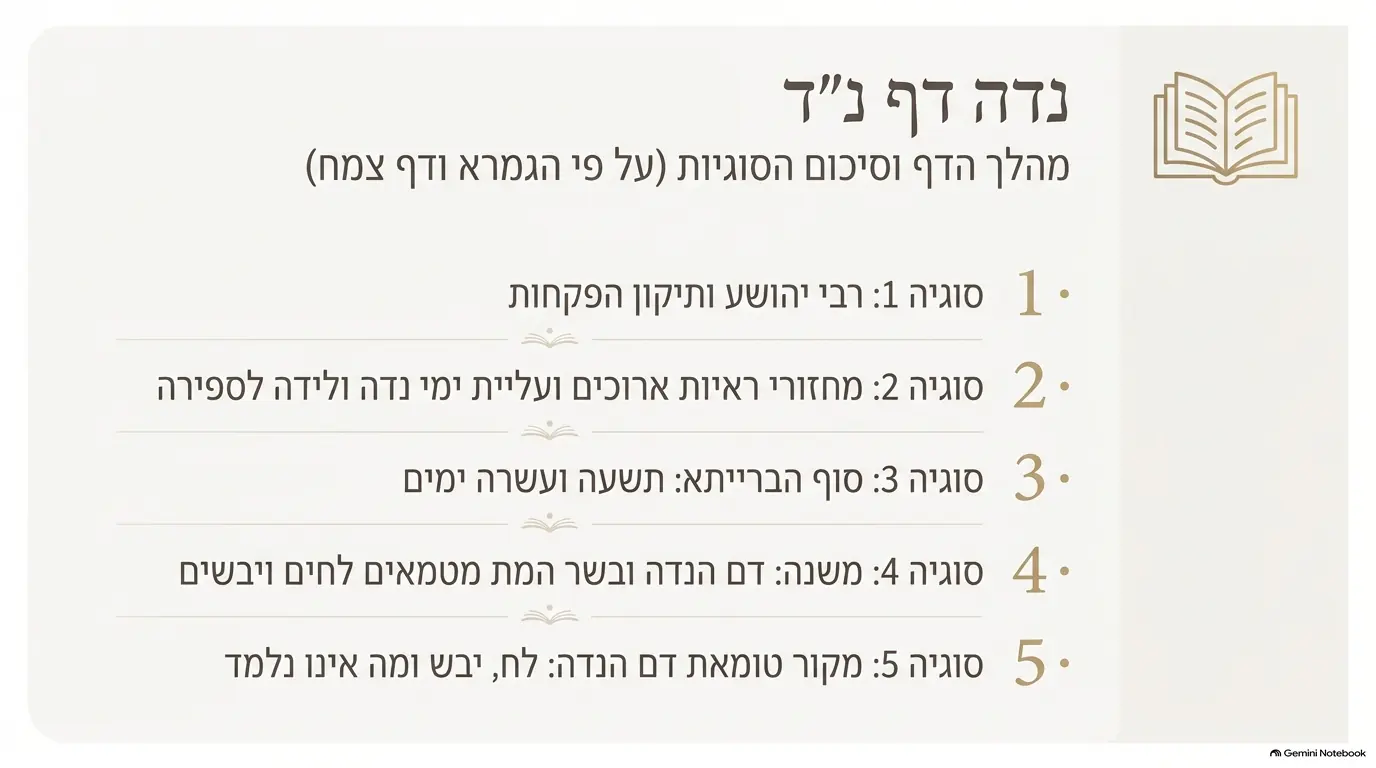 נדה דף נ"ד
מהלך הדף וסיכום הסוגיות (על פי הגמרא ודף צמח)
1 סוגיה 1: רבי יהושע ותיקון הפקחות
2 סוגיה 2: מחזורי ראיות ארוכים ועליית ימי נדה ולידה לספירה
3 סוגיה 3: סוף הברייתא: תשעה ועשרה ימים
4 סוגיה 4: משנה: דם הנדה ובשר המת מטמאים לחים ויבשים
5 סוגיה 5: מקור טומאת דם הנדה: לח, יבש ומה אינו נלמד
Gemini Notebook